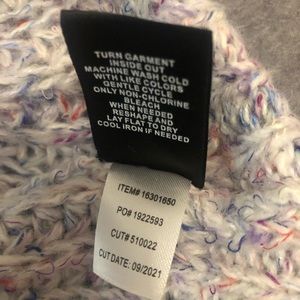 TURN GARMENT
INSIDE OUT
MACHINE WASH COLD
WITH LIKE COLORS
GENTLE CYCLE
ONLY NON-CHLORINE
BLEACH
WHEN NEEDED
RESHAPE AND
LAY FLAT TO DRY
COOL IRON IF NEEDED
ITEM# 16301650
PO# 1922593
CUT# 510022
CUT DATE: 09/2021